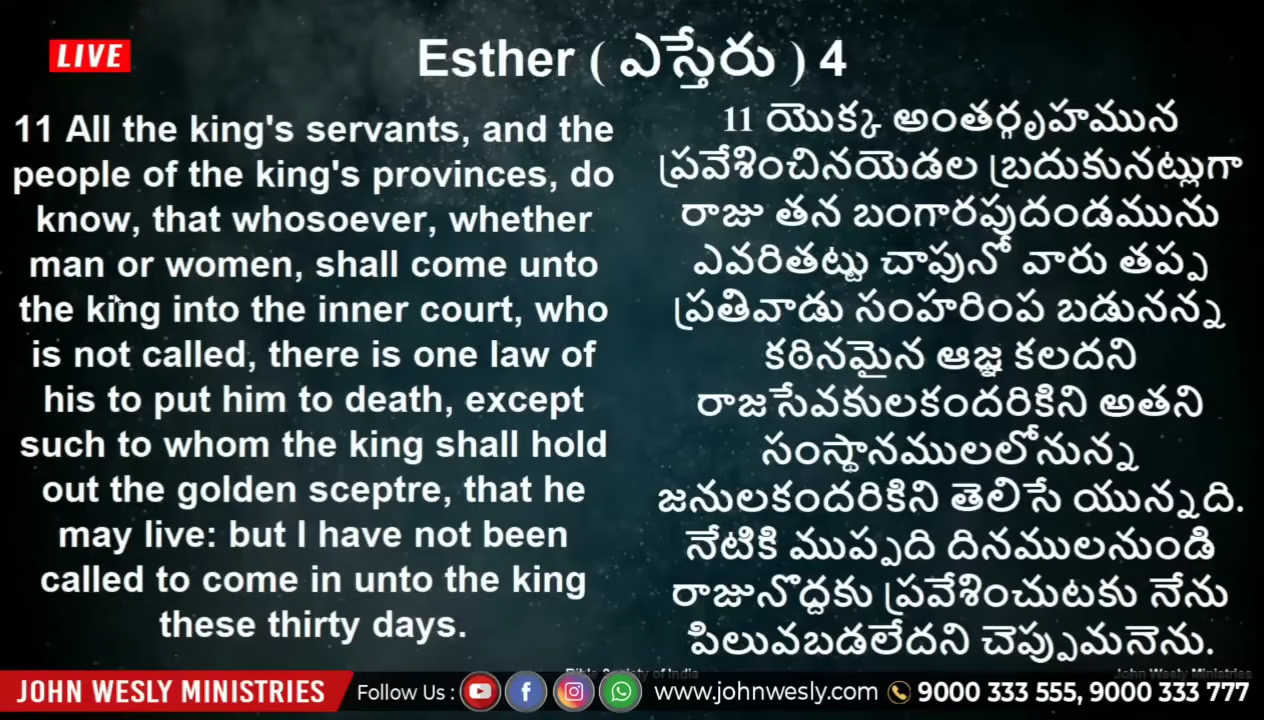 LIVE
Esther ( ఎస్తేరు ) 4
11 All the king's servants, and the
people of the king's provinces, do
know, that whosoever, whether
man or women, shall come unto
the king into the inner court, who
is not called, there is one law of
his to put him to death, except
such to whom the king shall hold
out the golden sceptre, that he
may live: but I have not been
called to come in unto the king
these thirty days.
11 యొక్క అంతర్గృహమున
ప్రవేశించినయెడల బ్రదుకునట్లుగా
రాజు తన బంగారపుదండమును
ఎవరితట్టు చాపునో వారు తప్ప
ప్రతివాడు సంహరింప బడునన్న
కఠినమైన ఆజ్ఞ కలదని
రాజసేవకులకందరికిని అతని
సంస్థానములలోనున్న
జనులకందరికిని తెలిసే యున్నది.
నేటికి ముప్పది దినములనుండి
రాజునొద్దకు ప్రవేశించుటకు నేను
పిలువబడలేదని చెప్పుమనెను.
Bible Society of India
John Wesly Ministries
JOHN WESLY MINISTRIES
Follow Us :
www.johnwesly.com
9000 333 555, 9000 333 777